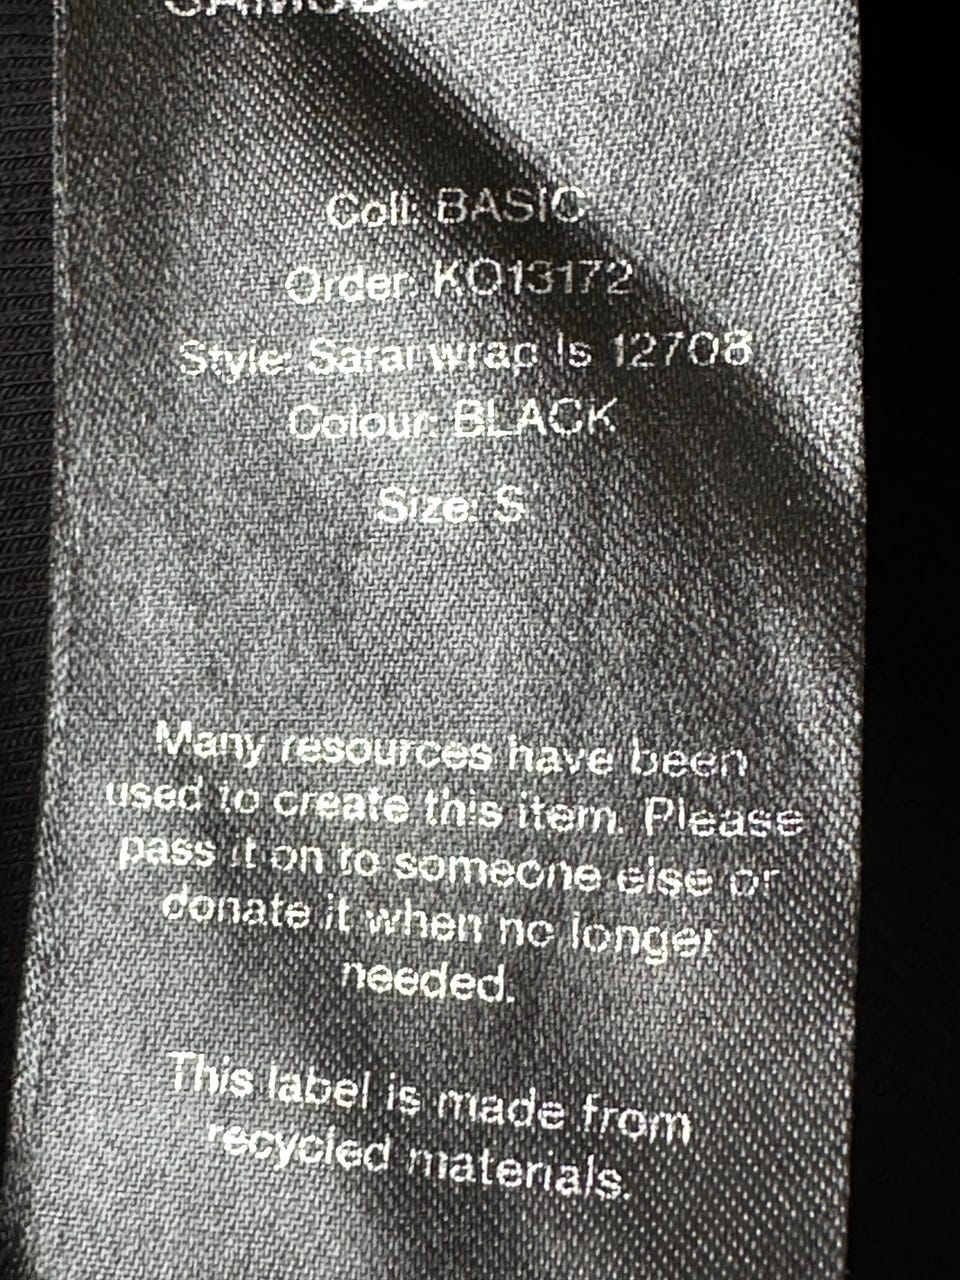 Coll: BASIC
Order: KO13172
Style: Sarai wrap ls 12708
Colour: BLACK
Size: S
Many resources have been
used to create this item. Please
pass it on to someone else or
donate it when no longer
needed.
This label is made from
recycled materials.